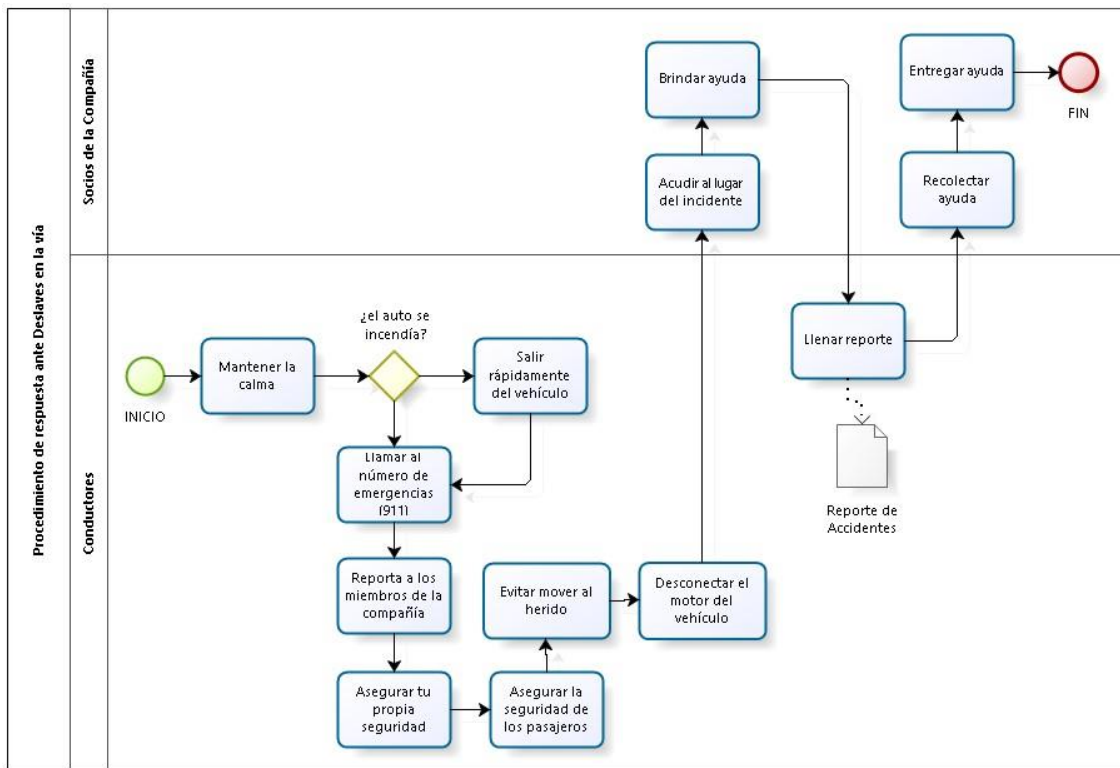 Procedimiento de respuesta ante Deslaves en la vía
Socios de la Compañía
Brindar ayuda
Entregar ayuda
FIN
Acudir al lugar
del incidente
Recolectar
ayuda
Conductores
INICIO
Mantener la
calma
¿el auto se
incendía?
Salir
rápidamente
del vehículo
Llamar al
número de
emergencias
(911)
Reporta a los
miembros de la
compañía
Asegurar tu
propia
seguridad
Asegurar la
seguridad de
los pasajeros
Evitar mover al
herido
Desconectar el
motor del
vehículo
Llenar reporte
Reporte de
Accidentes